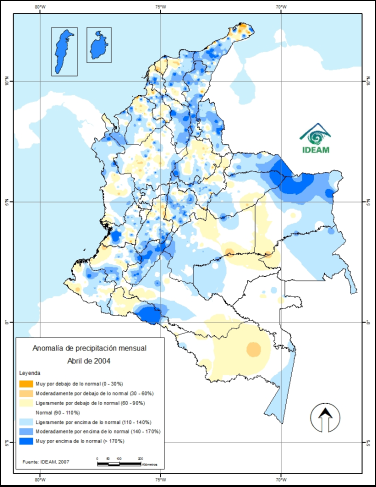 80°W
75°W
70°W
IDEAM
Anomalía de precipitación mensual
Abril de 2004
Leyenda
Muy por debajo de lo normal (0 - 30%)
Moderadamente por debajo de lo normal (30 - 60%)
Ligeramente por debajo de lo normal (60 - 90%)
Normal (90 - 110%)
Ligeramente por encima de lo normal (110 - 140%)
Moderadamente por encima de lo normal (140 - 170%)
Muy por encima de lo normal (> 170%)
Fuente: IDEAM, 2007
80°W
75°W
70°W